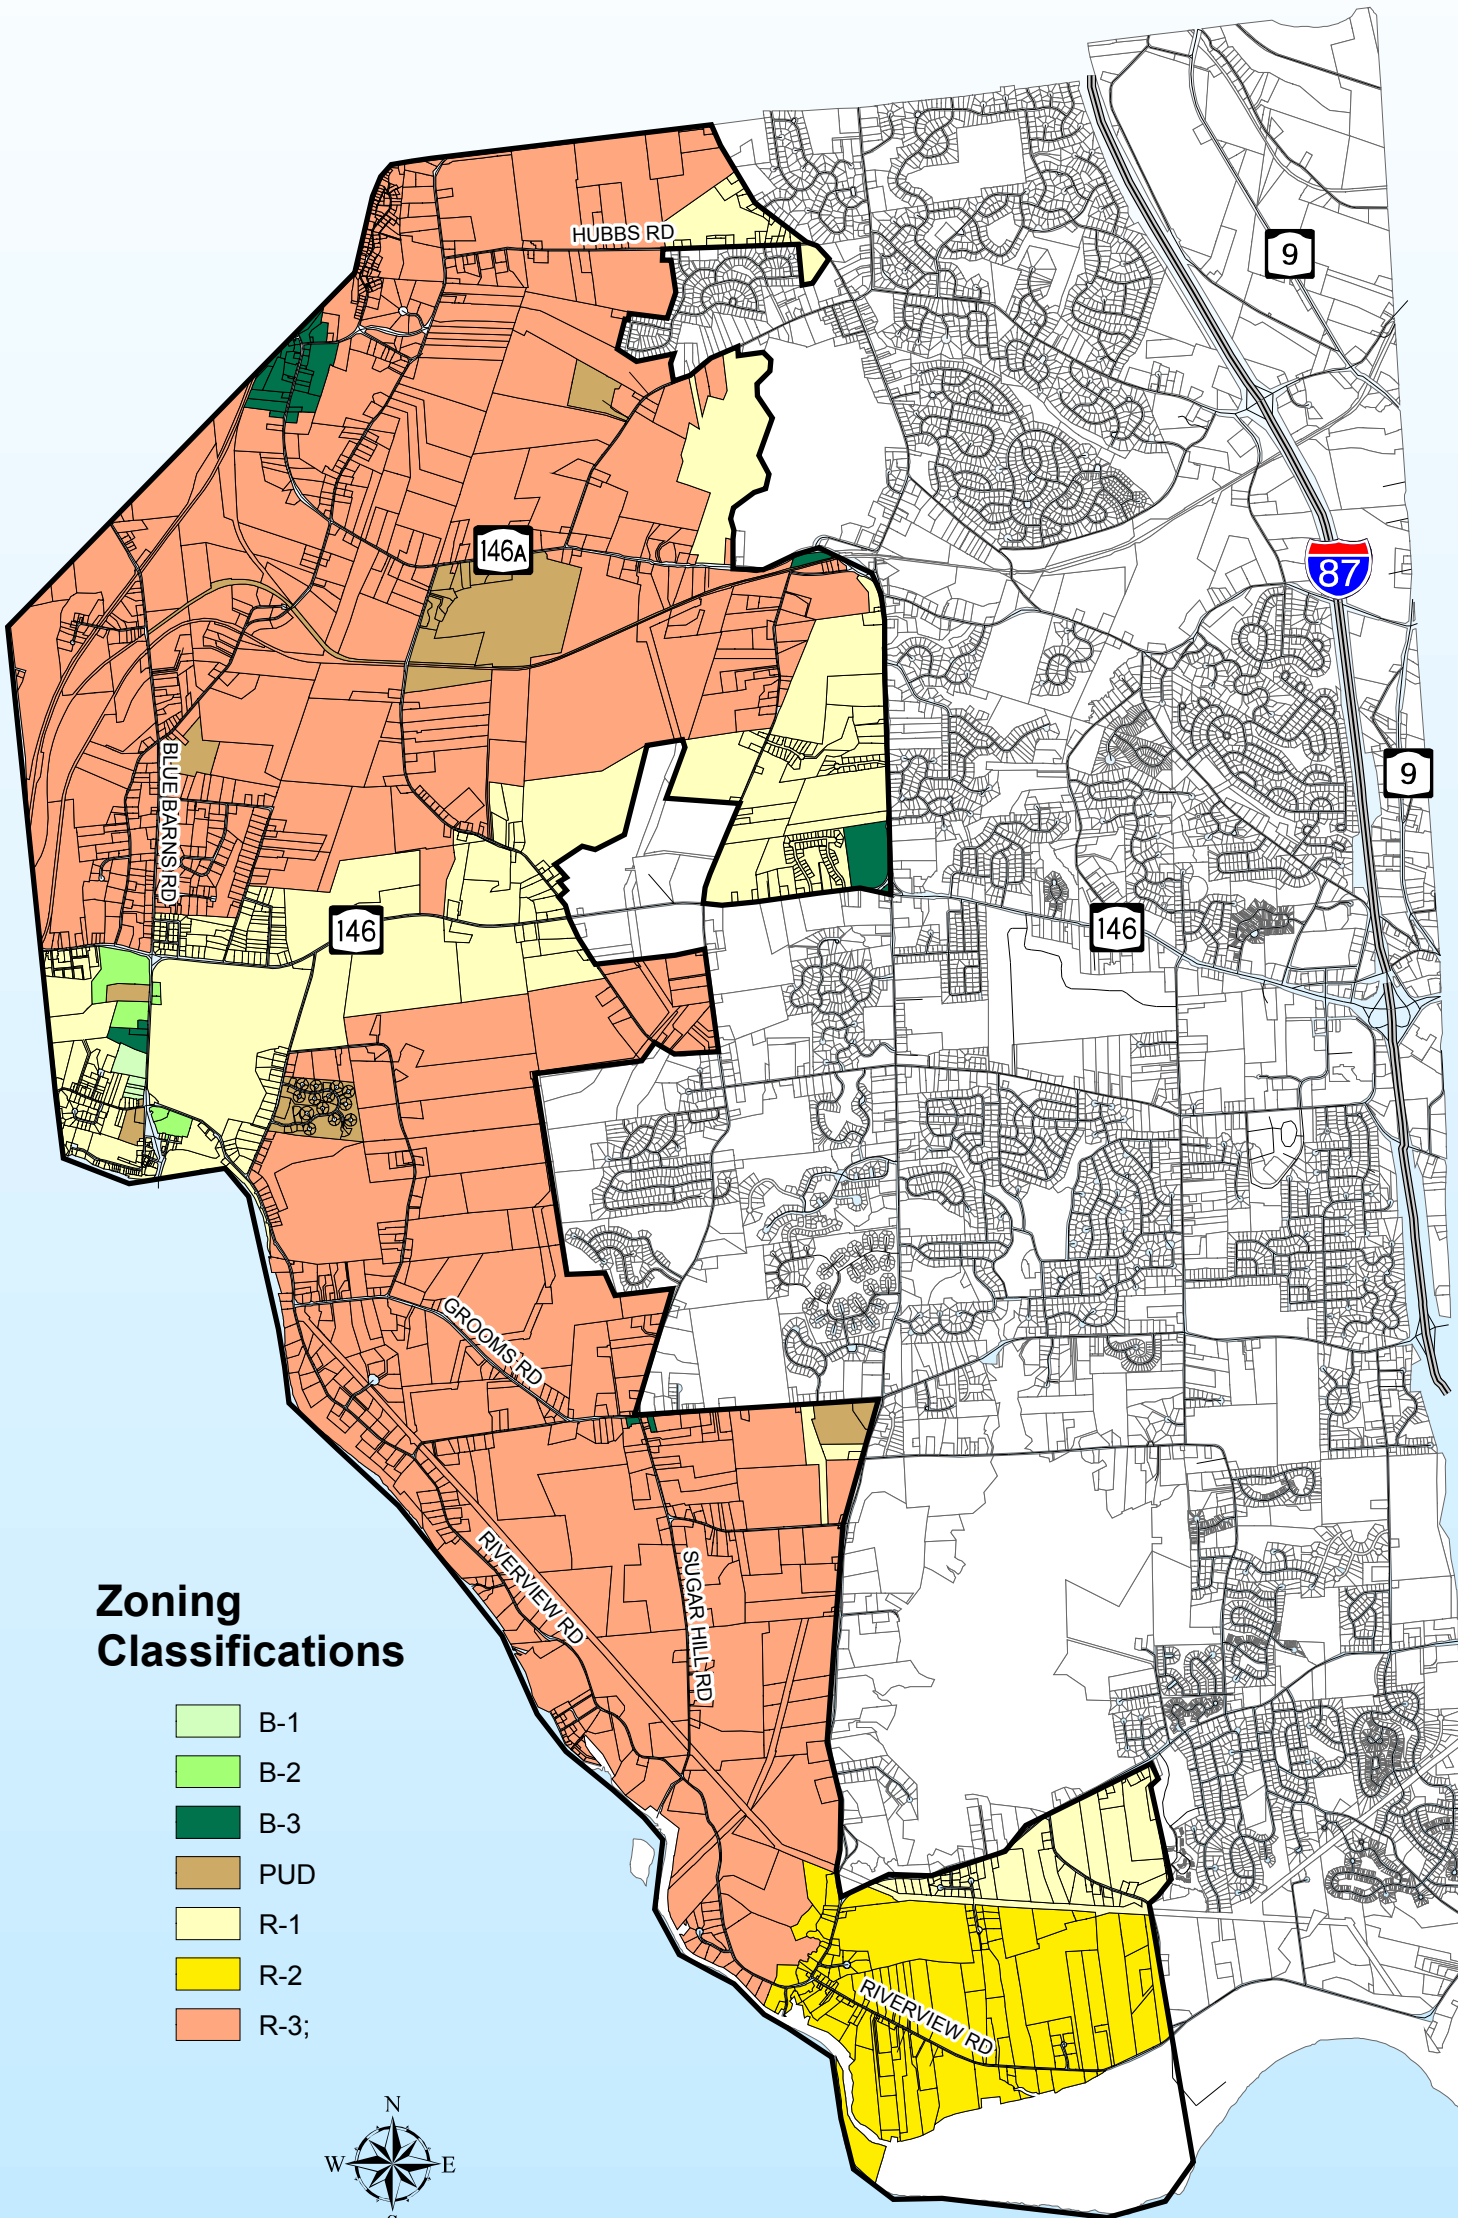 HUBBS RD
9
146A
87
BLUE BARNS RD
9
146
146
GROOMS RD
RIVERVIEW RD
SUGAR HILL RD
Zoning
Classifications
B-1
B-2
B-3
PUD
R-1
R-2
R-3;
RIVERVIEW RD
N
W
E
S